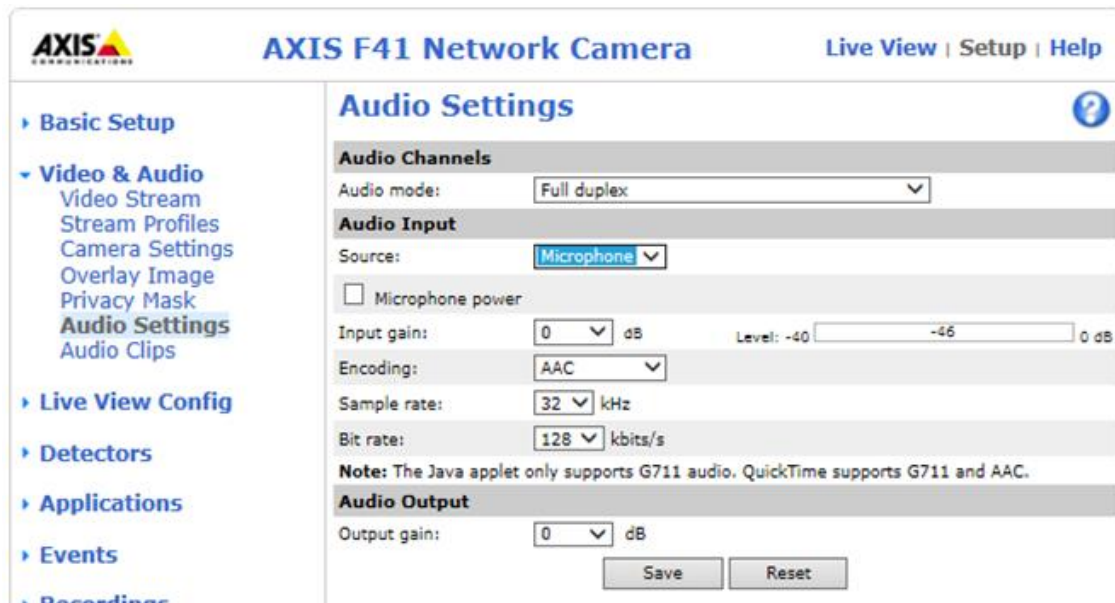 AXIS
COMMUNICATIONS
AXIS F41 Network Camera
Live View | Setup | Help
Basic Setup
Video & Audio
Video Stream
Stream Profiles
Camera Settings
Overlay Image
Privacy Mask
Audio Settings
Audio Clips
Live View Config
Detectors
Applications
Events
Recordings
Audio Settings
?
Audio Channels
Audio mode: Full duplex
Audio Input
Source: Microphone
Microphone power
Input gain: 0 dB Level: -40 -46 0 dB
Encoding: AAC
Sample rate: 32 kHz
Bit rate: 128 kbits/s
Note: The Java applet only supports G711 audio. QuickTime supports G711 and AAC.
Audio Output
Output gain: 0 dB
Save Reset